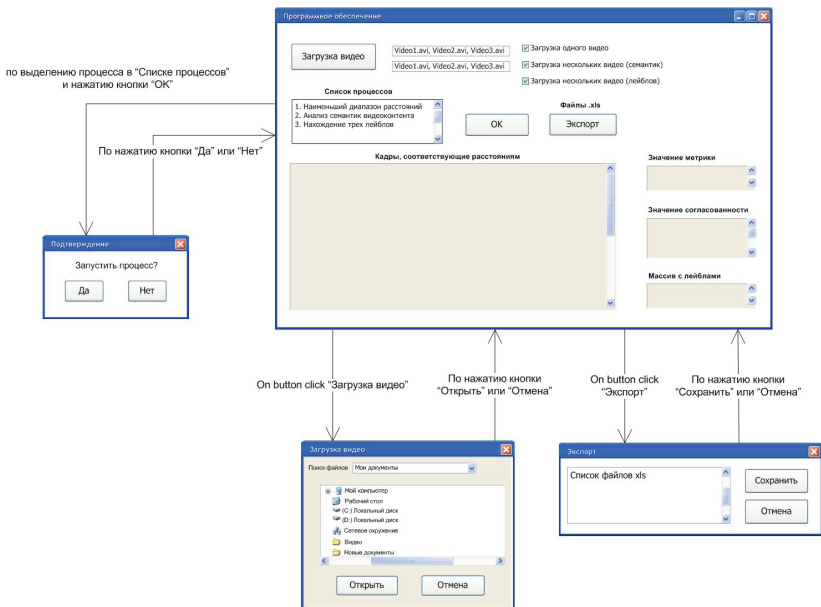 Программное обеспечение
Загрузка видео
Video1.avi, Video2.avi, Video3.avi
Video1.avi, Video2.avi, Video3.avi
Загрузка одного видео
Загрузка нескольких видео (семантик)
Загрузка нескольких видео (лейблов)
по выделению процесса в “Списке процессов”
и нажатию кнопки “OK”
Список процессов
1. Наименьший диапазон расстояний
2. Анализ семантик видеоконтента
3. Нахождение трех лейблов
OK
Файлы .xls
Экспорт
По нажатию кнопки “Да” или “Нет”
Кадры, соответствующие расстояниям
Значение метрики
Значение согласованности
Массив с лейблами
Подтверждение
Запустить процесс?
Да
Нет
On button click “Загрузка видео”
По нажатию кнопки
“Открыть” или “Отмена”
On button click
“Экспорт”
По нажатию кнопки
“Сохранить” или “Отмена”
Загрузка видео
Поиск файлов
Мои документы
Мой компьютер
Рабочий стол
(C:) Локальный диск
(D:) Локальный диск
Сетевое окружение
Видео
Новые документы
Открыть
Отмена
Экспорт
Список файлов xls
Сохранить
Отмена